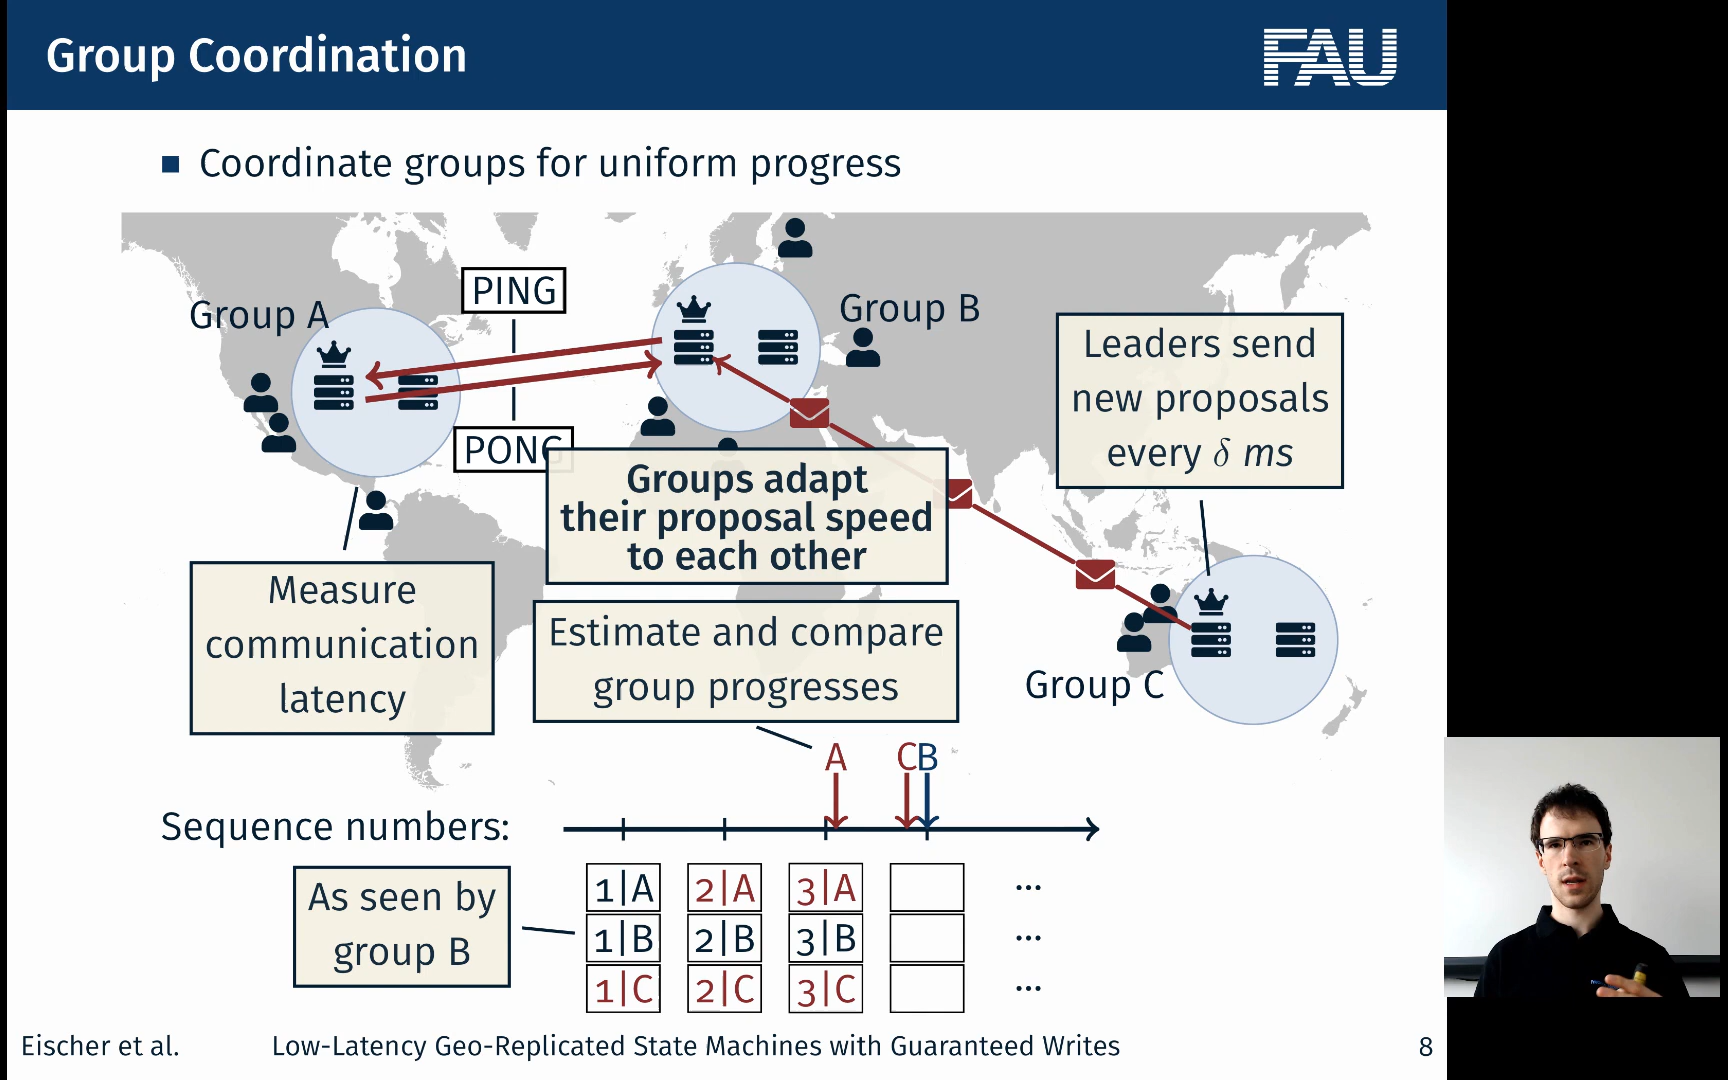 Group Coordination
FAU
Coordinate groups for uniform progress
Group A
PING
PONG
Group B
Leaders send
new proposals
every δ ms
Groups adapt
their proposal speed
to each other
Measure
communication
latency
Estimate and compare
group progresses
Group C
A
C
B
Sequence numbers:
As seen by
group B
1|A 2|A 3|A ...
1|B 2|B 3|B ...
1|C 2|C 3|C ...
Eischer et al.
Low-Latency Geo-Replicated State Machines with Guaranteed Writes
8